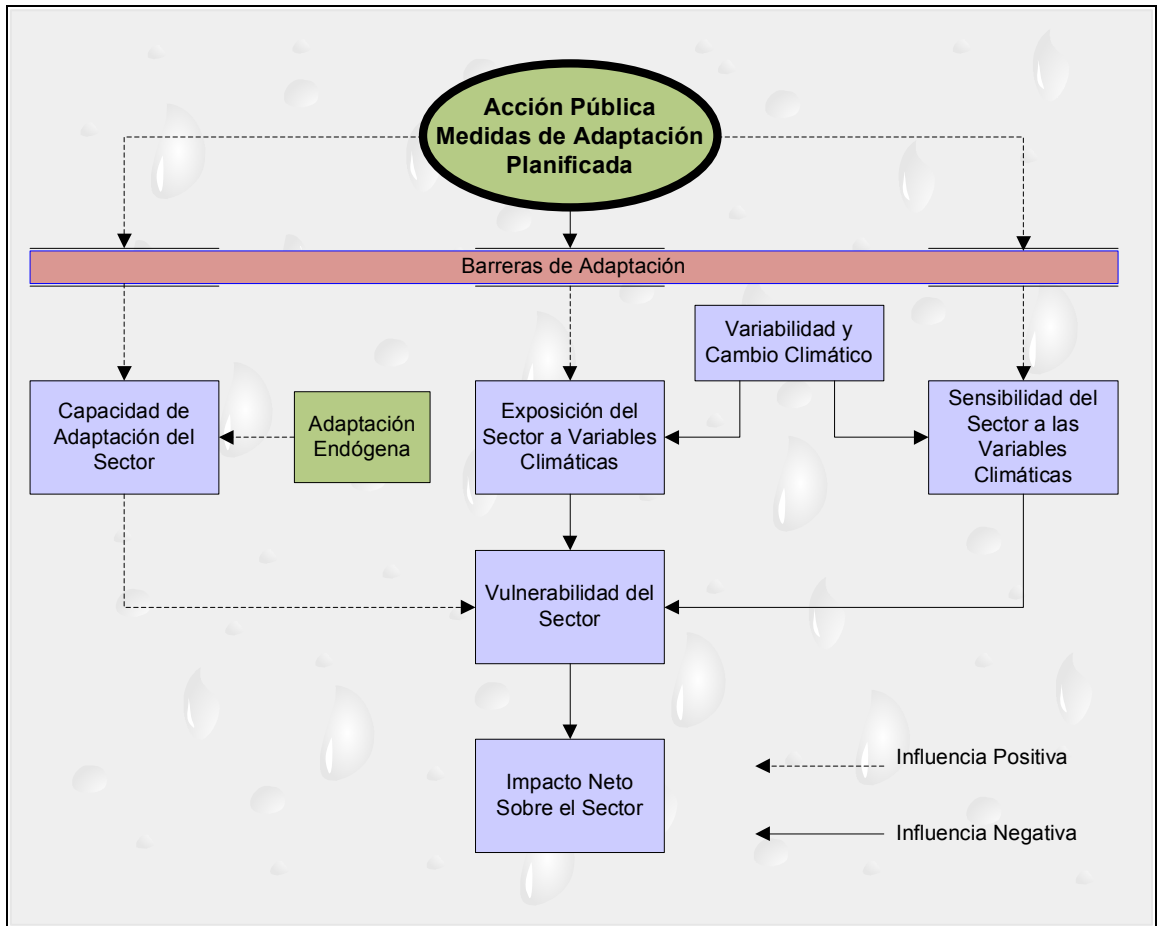 Acción Pública
Medidas de Adaptación
Planificada
Barreras de Adaptación
Variabilidad y
Cambio Climático
Capacidad de
Adaptación del
Sector
Adaptación
Endógena
Exposición del
Sector a Variables
Climáticas
Sensibilidad del
Sector a las
Variables
Climáticas
Vulnerabilidad del
Sector
Impacto Neto
Sobre el Sector
Influencia Positiva
Influencia Negativa